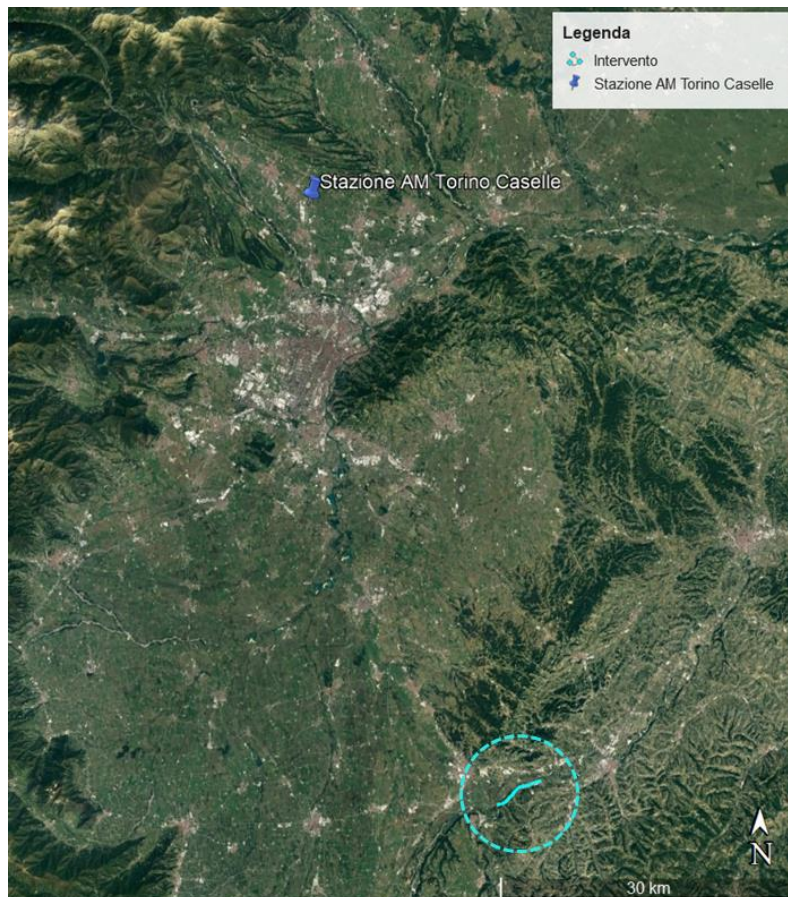 Legenda
Intervento
Stazione AM Torino Caselle
Stazione AM Torino Caselle
N
30 km